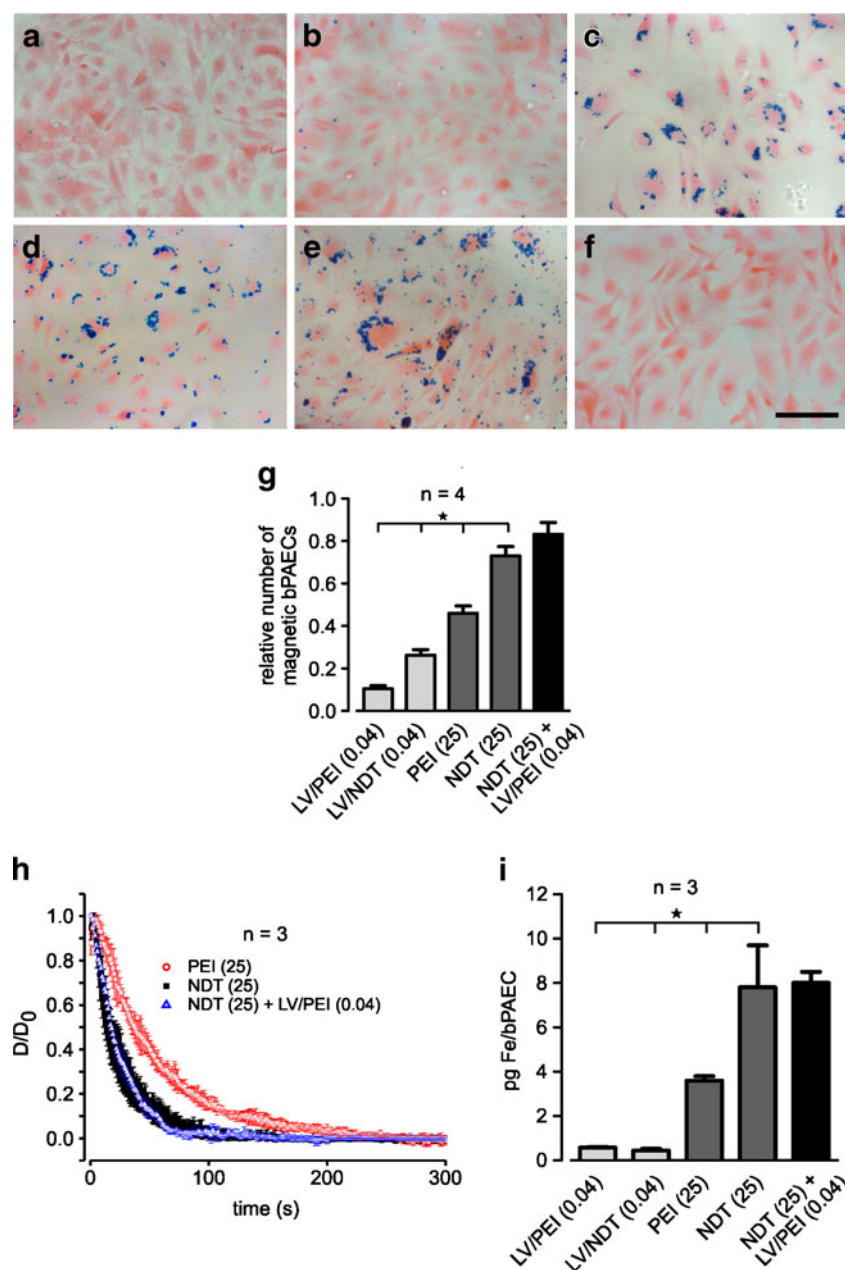 a
b
c
d
e
f
g
n = 4
★
relative number of
magnetic bPAECs
1.0
0.8
0.6
0.4
0.2
0.0
LV/PEI (0.04)
LV/NDT (0.04)
PEI (25)
NDT (25)
NDT (25) +
LV/PEI (0.04)
h
n = 3
PEI (25)
NDT (25)
NDT (25) + LV/PEI (0.04)
D/D0
1.0
0.8
0.6
0.4
0.2
0.0
0
100
200
300
time (s)
i
n = 3
★
pg Fe/bPAEC
12
10
8
6
4
2
0
LV/PEI (0.04)
LV/NDT (0.04)
PEI (25)
NDT (25)
NDT (25) +
LV/PEI (0.04)